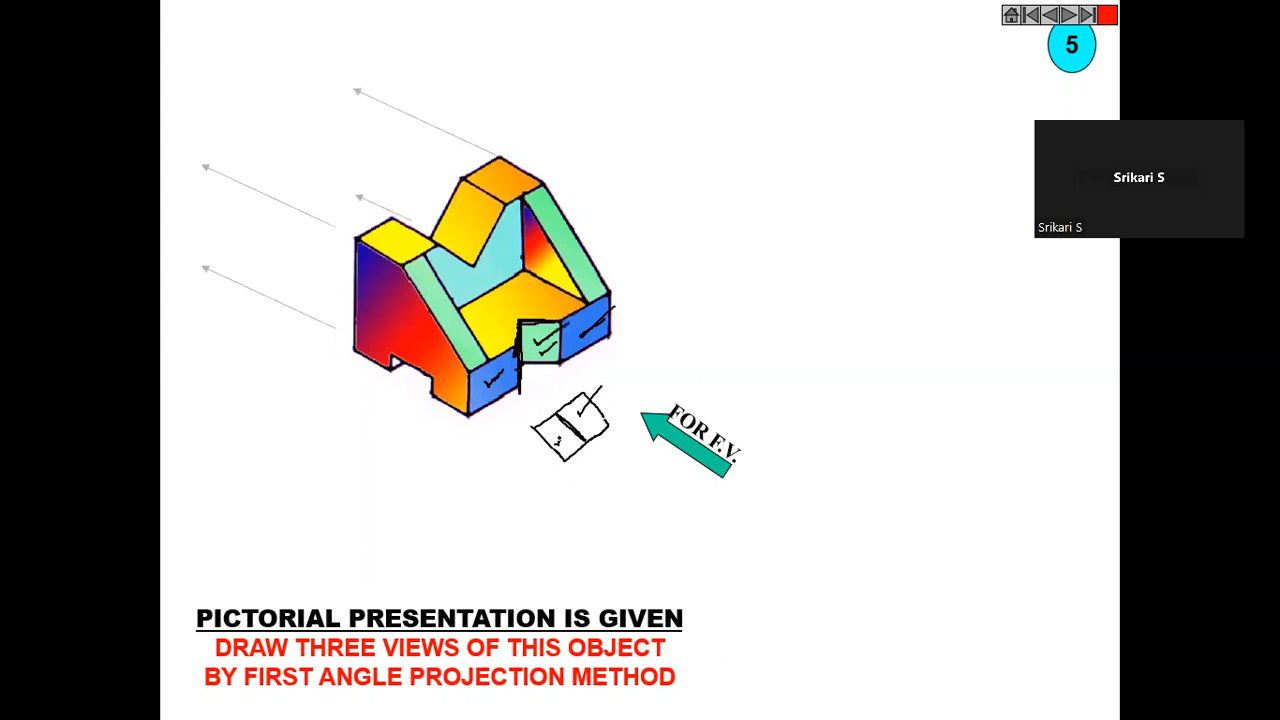 5
Srikari S
Srikari S
FOR F.V.
PICTORIAL PRESENTATION IS GIVEN
DRAW THREE VIEWS OF THIS OBJECT
BY FIRST ANGLE PROJECTION METHOD